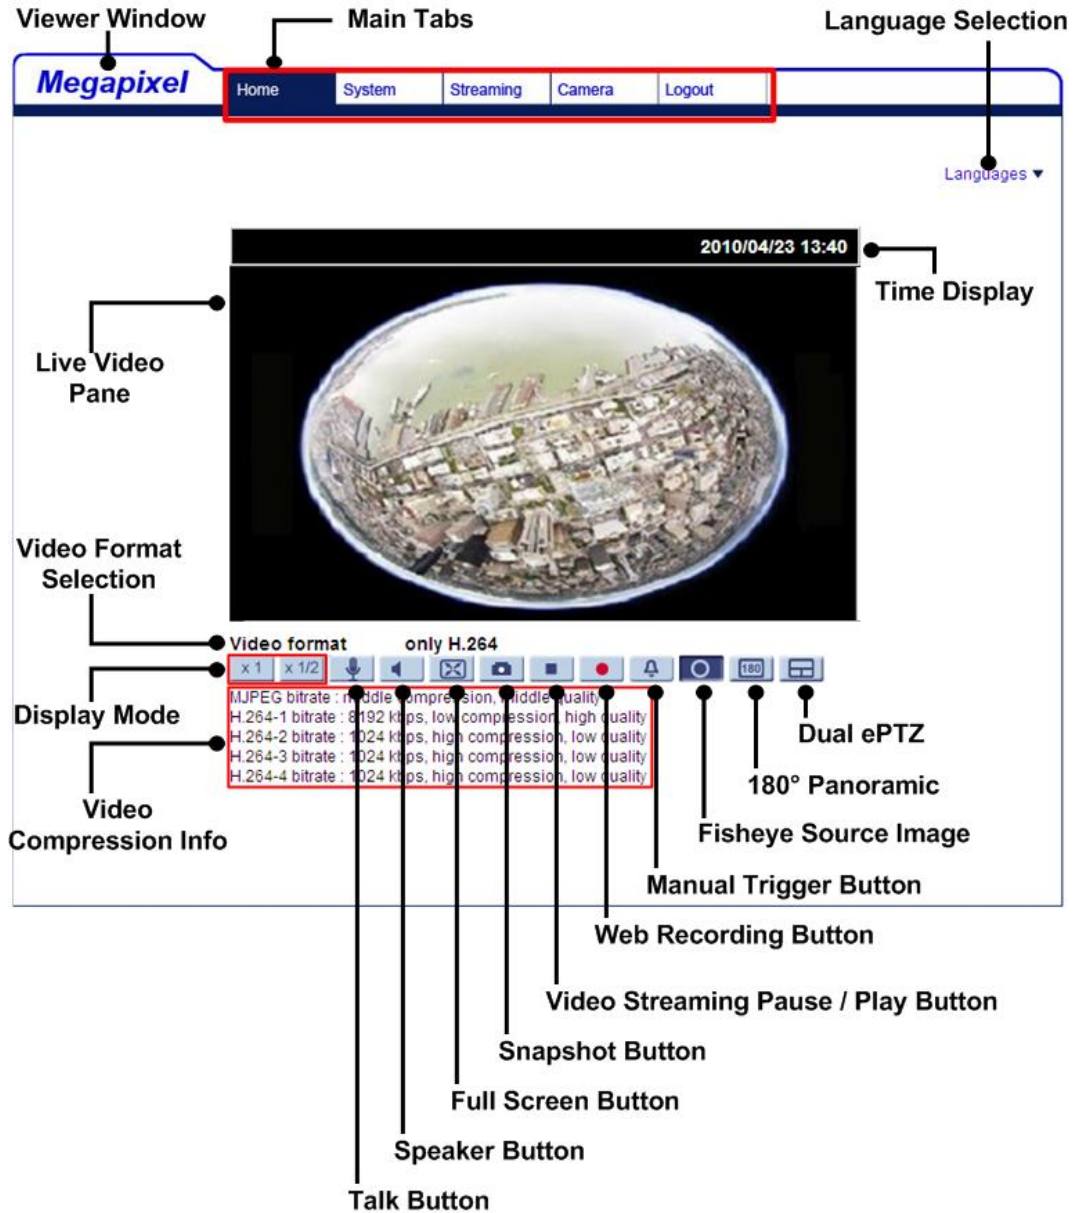 Viewer Window
Main Tabs
Language Selection
Megapixel
Home
System
Streaming
Camera
Logout
Languages
2010/04/23 13:40
Time Display
Live Video
Pane
Video Format
Selection
Video format only H.264
x 1
x 1/2
180
Display Mode
MJPEG bitrate : middle compression, middle quality
H.264-1 bitrate : 8192 kbps, low compression, high quality
H.264-2 bitrate : 1024 kbps, high compression, low quality
H.264-3 bitrate : 1024 kbps, high compression, low quality
H.264-4 bitrate : 1024 kbps, high compression, low quality
Dual ePTZ
180° Panoramic
Video
Compression Info
Fisheye Source Image
Manual Trigger Button
Web Recording Button
Video Streaming Pause / Play Button
Snapshot Button
Full Screen Button
Speaker Button
Talk Button